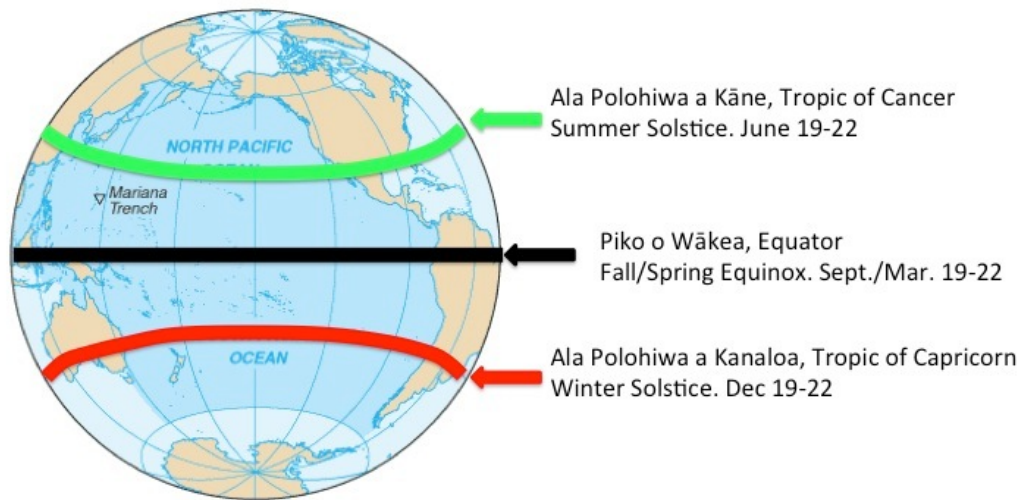 Ala Polohiwa a Kāne, Tropic of Cancer
Summer Solstice. June 19-22
NORTH PACIFIC
OCEAN
Mariana
Trench
Piko o Wākea, Equator
Fall/Spring Equinox. Sept./Mar. 19-22
OCEAN
Ala Polohiwa a Kanaloa, Tropic of Capricorn
Winter Solstice. Dec 19-22